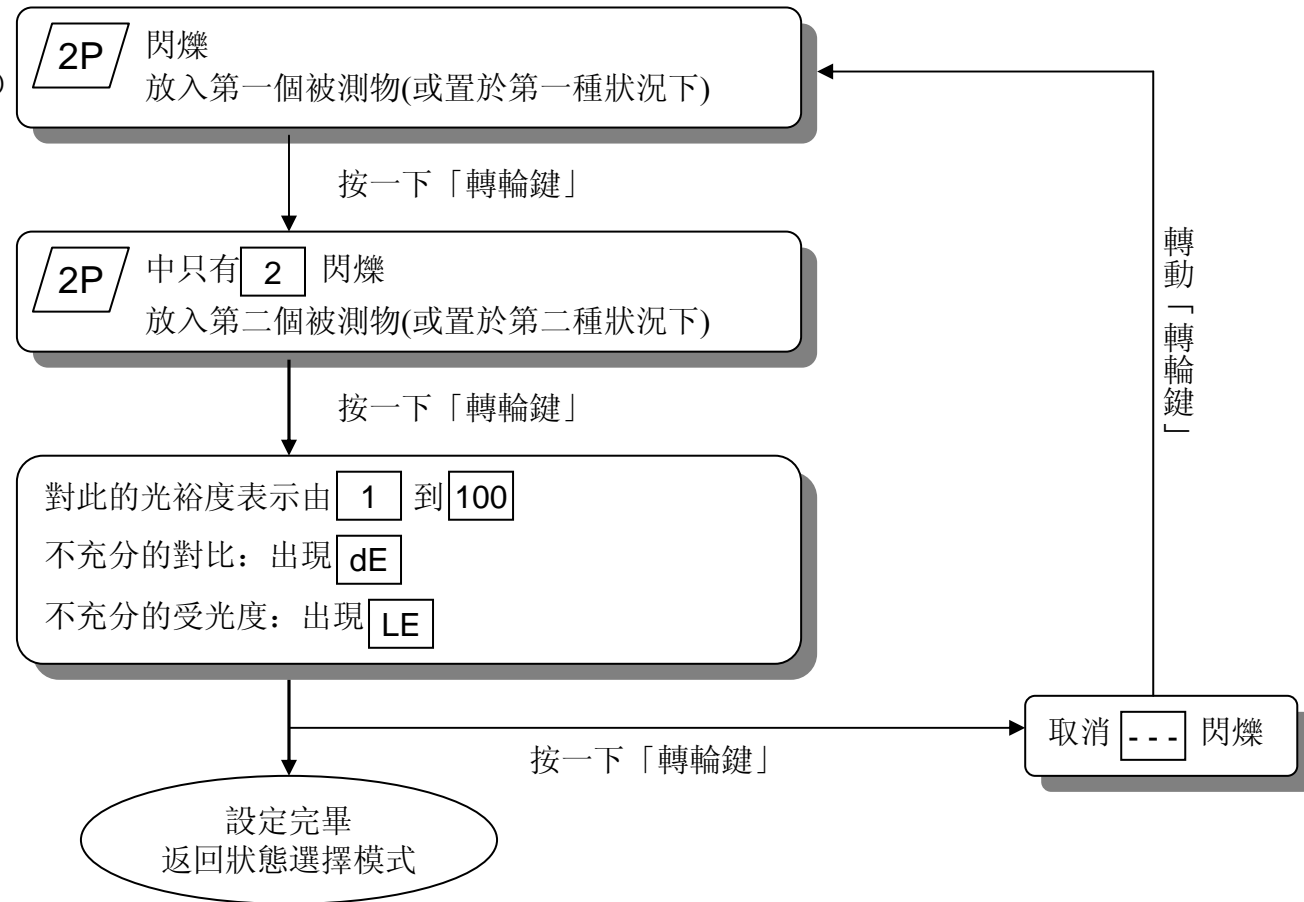 2P 閃爍
放入第一個被測物(或置於第一種狀況下)
按一下「轉輪鍵」
2P 中只有 2 閃爍
放入第二個被測物(或置於第二種狀況下)
按一下「轉輪鍵」
轉動「轉輪鍵」
對此的光裕度表示由 1 到 100
不充分的對比：出現 dE
不充分的受光度：出現 LE
取消 --- 閃爍
按一下「轉輪鍵」
設定完畢
返回狀態選擇模式